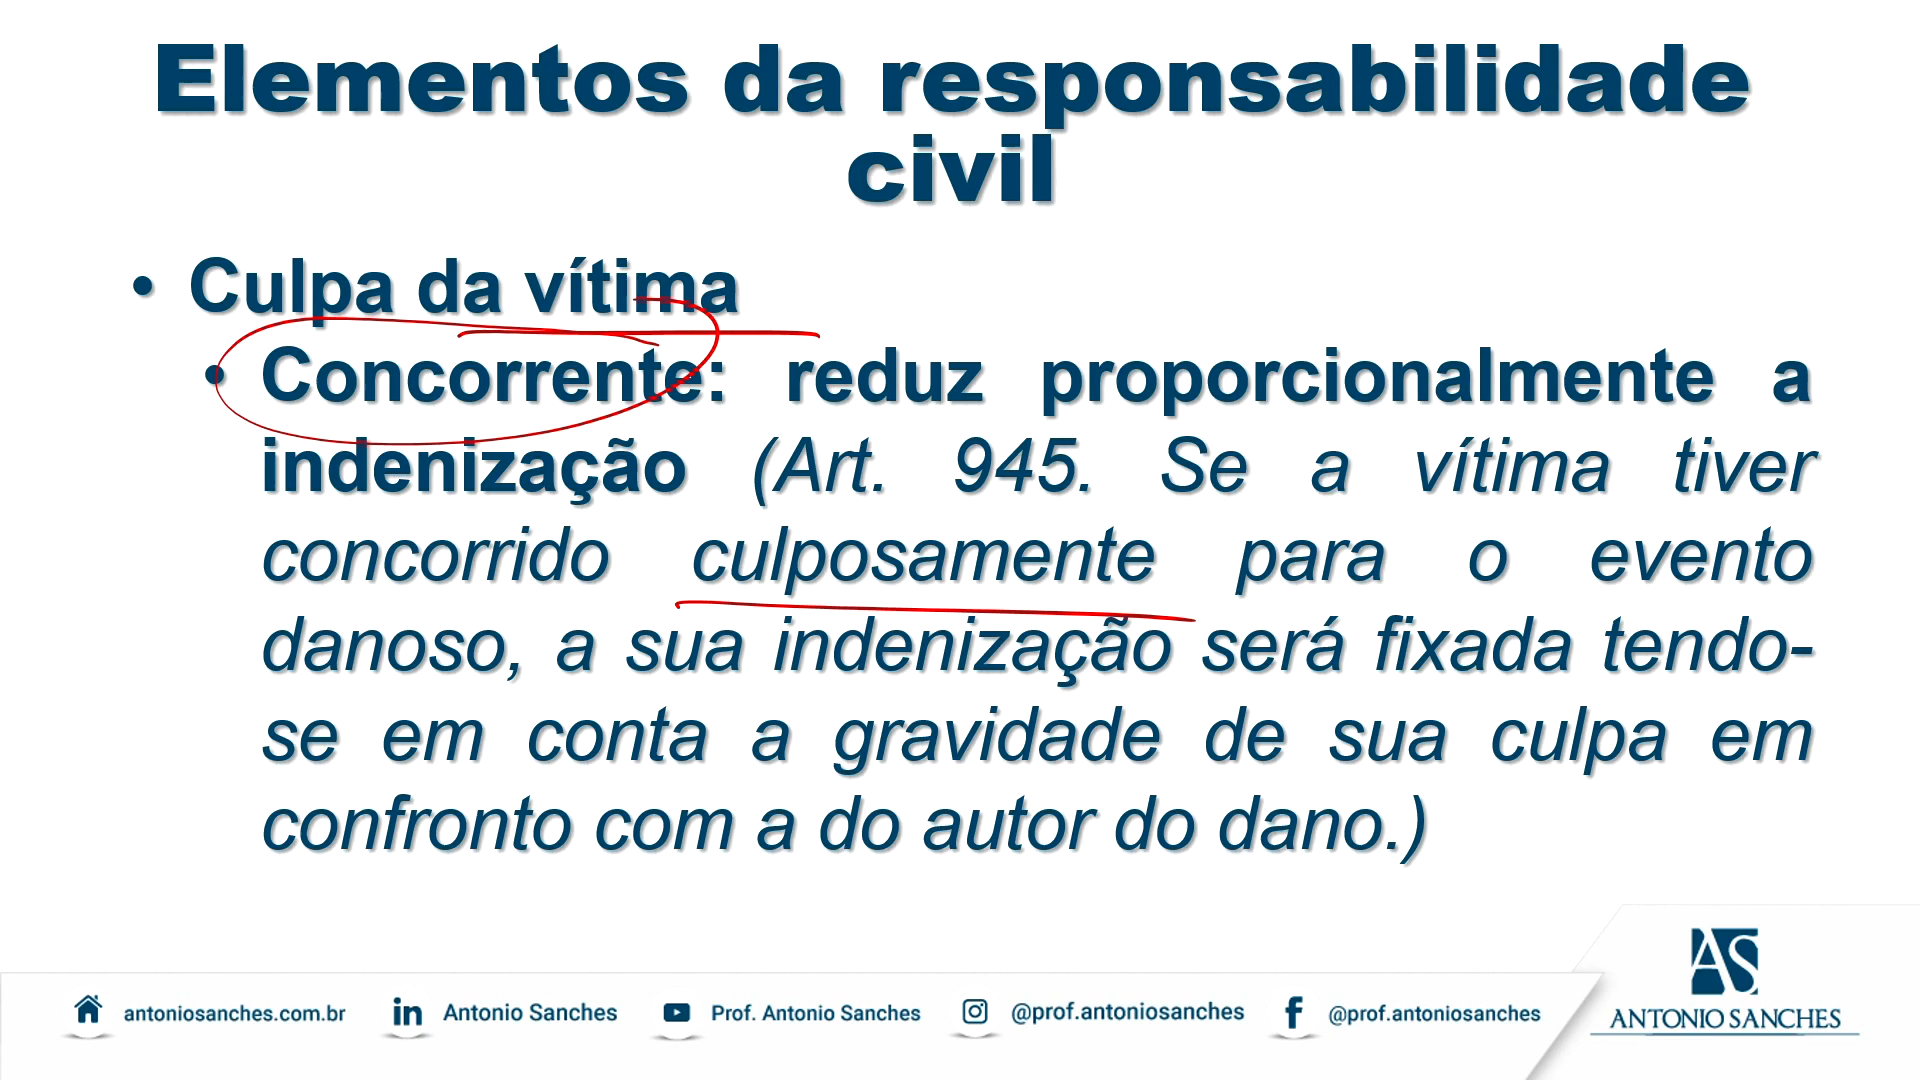 Elementos da responsabilidade
civil
• Culpa da vítima
• Concorrente: reduz proporcionalmente a
indenização (Art. 945. Se a vítima tiver
concorrido culposamente para o evento
danoso, a sua indenização será fixada tendo-
se em conta a gravidade de sua culpa em
confronto com a do autor do dano.)
AS
antoniosanches.com.br in Antonio Sanches Prof. Antonio Sanches @prof.antoniosanches f @prof.antoniosanches ANTONIO SANCHES